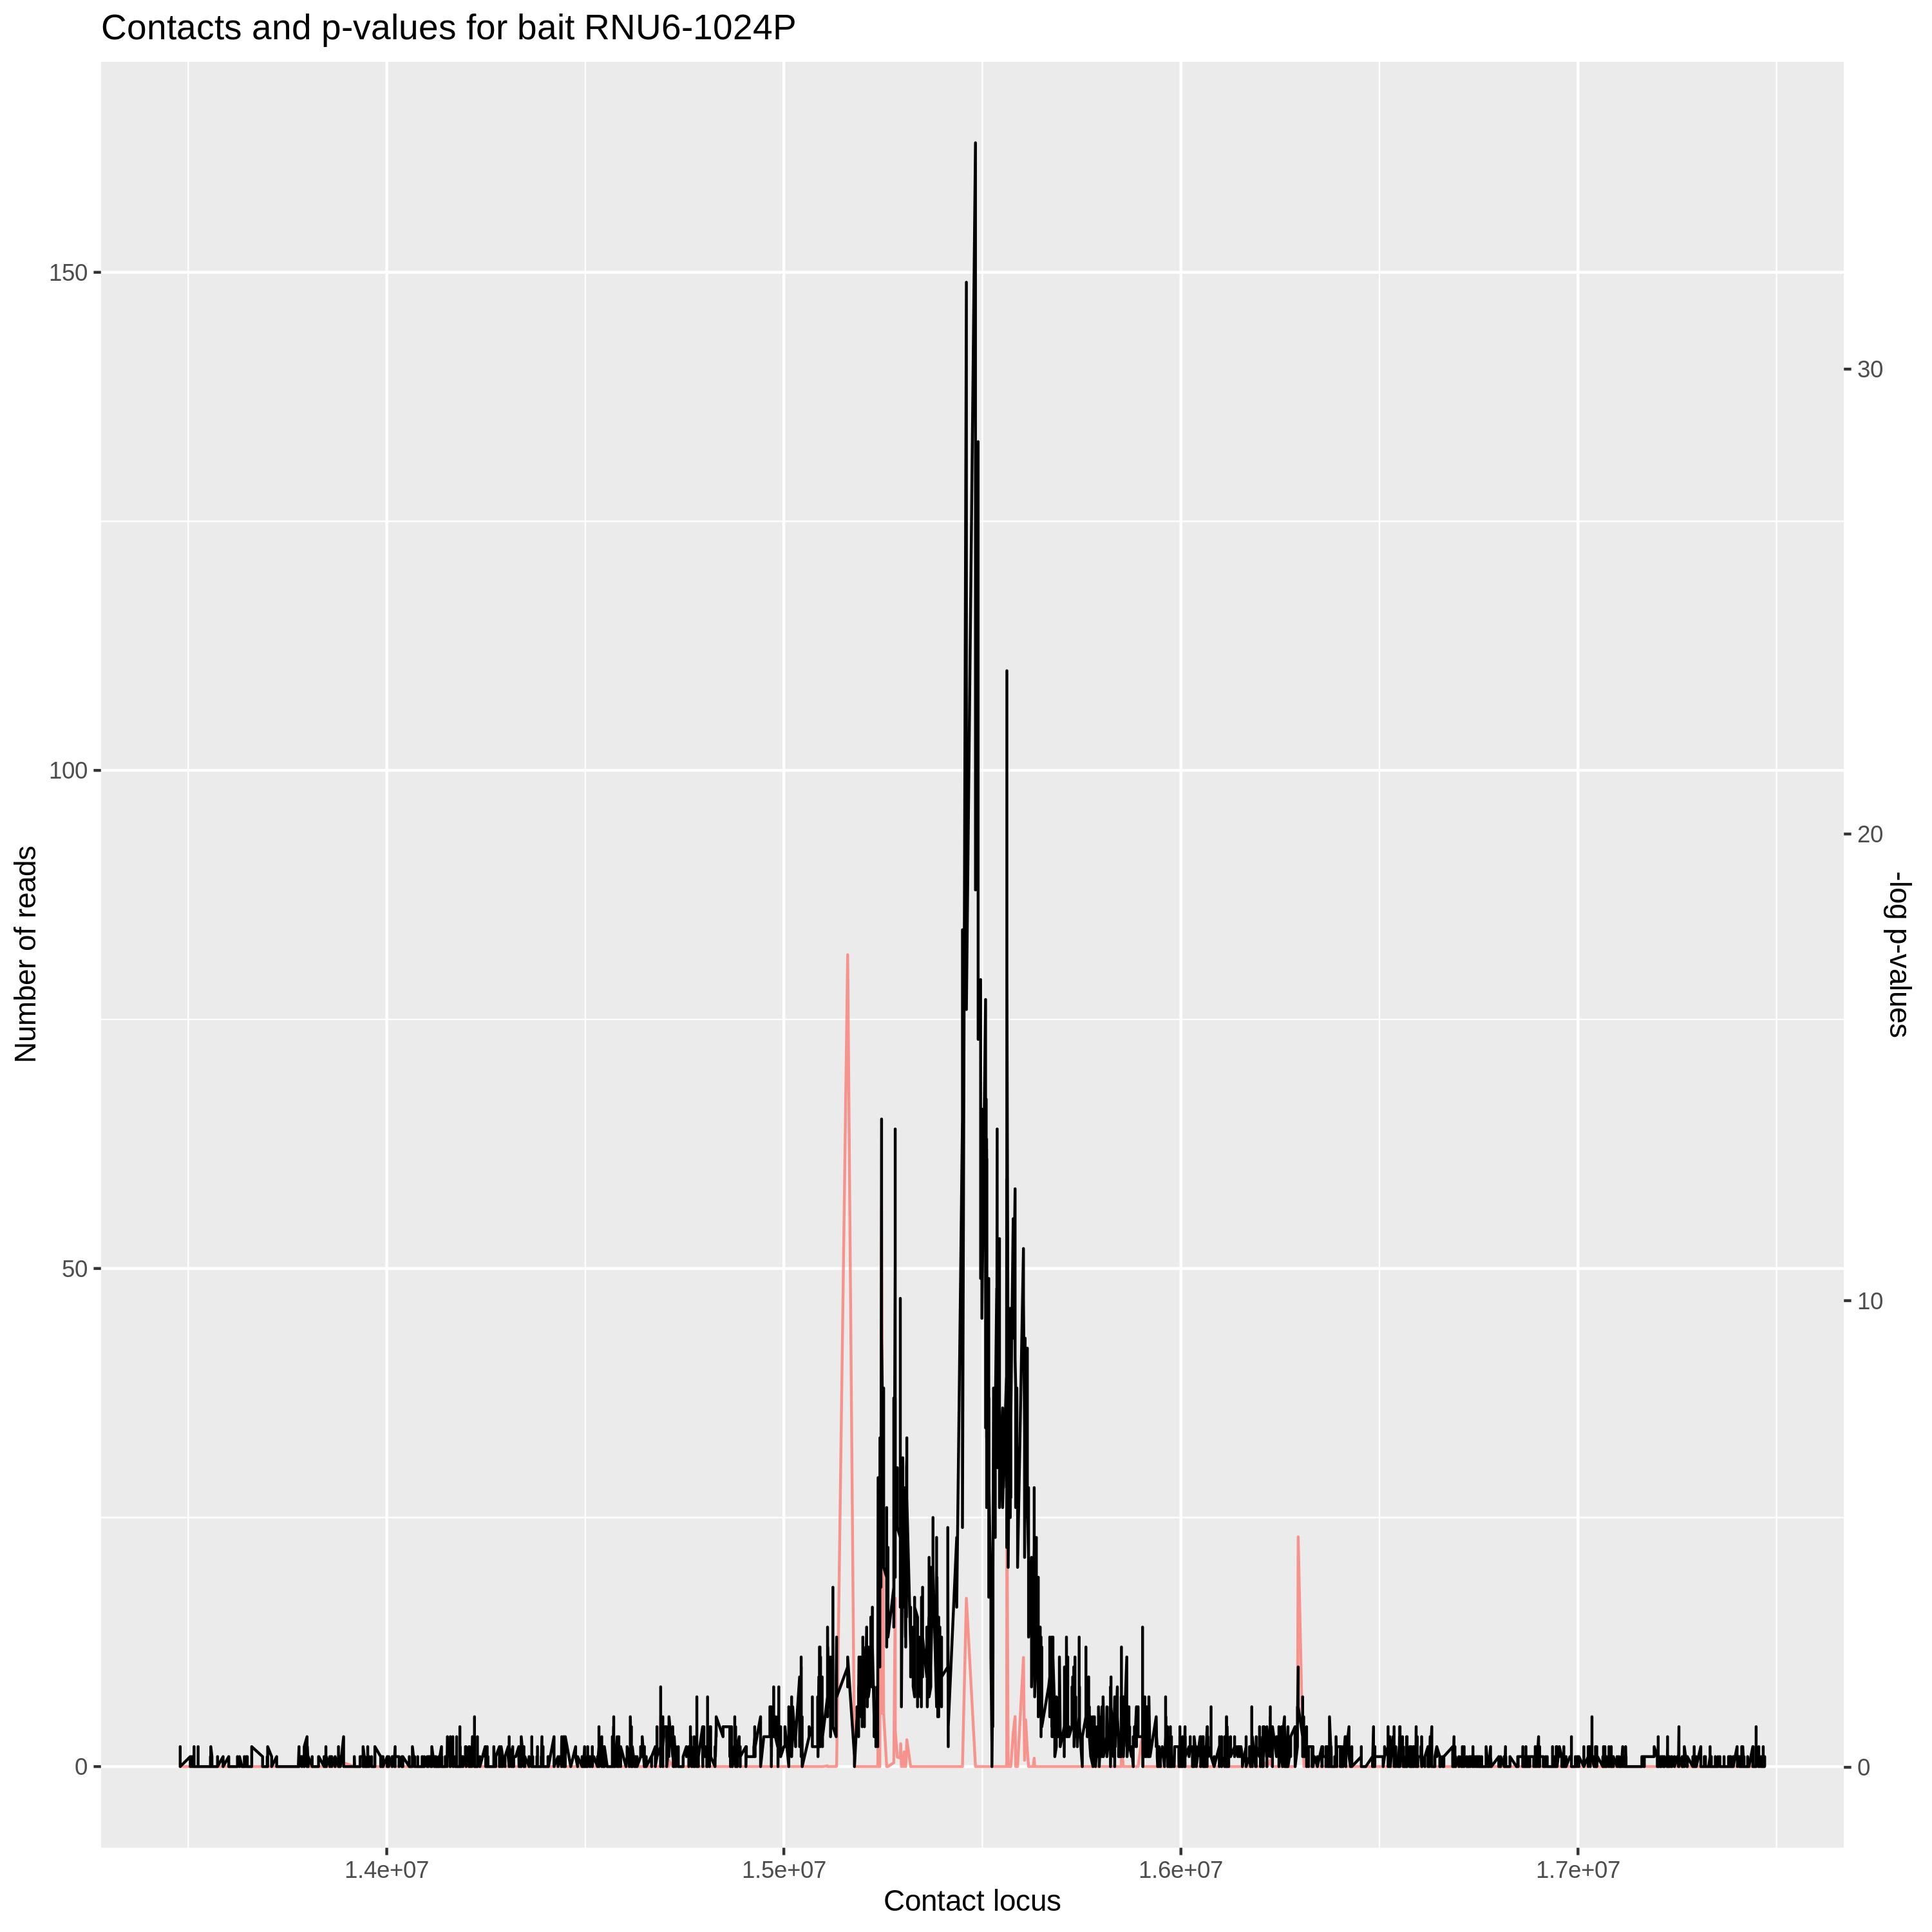 Contacts and p-values for bait RNU6-1024P
150
100
50
0
Number of reads
30
20
10
0
-log p-values
1.4e+07
1.5e+07
1.6e+07
1.7e+07
Contact locus